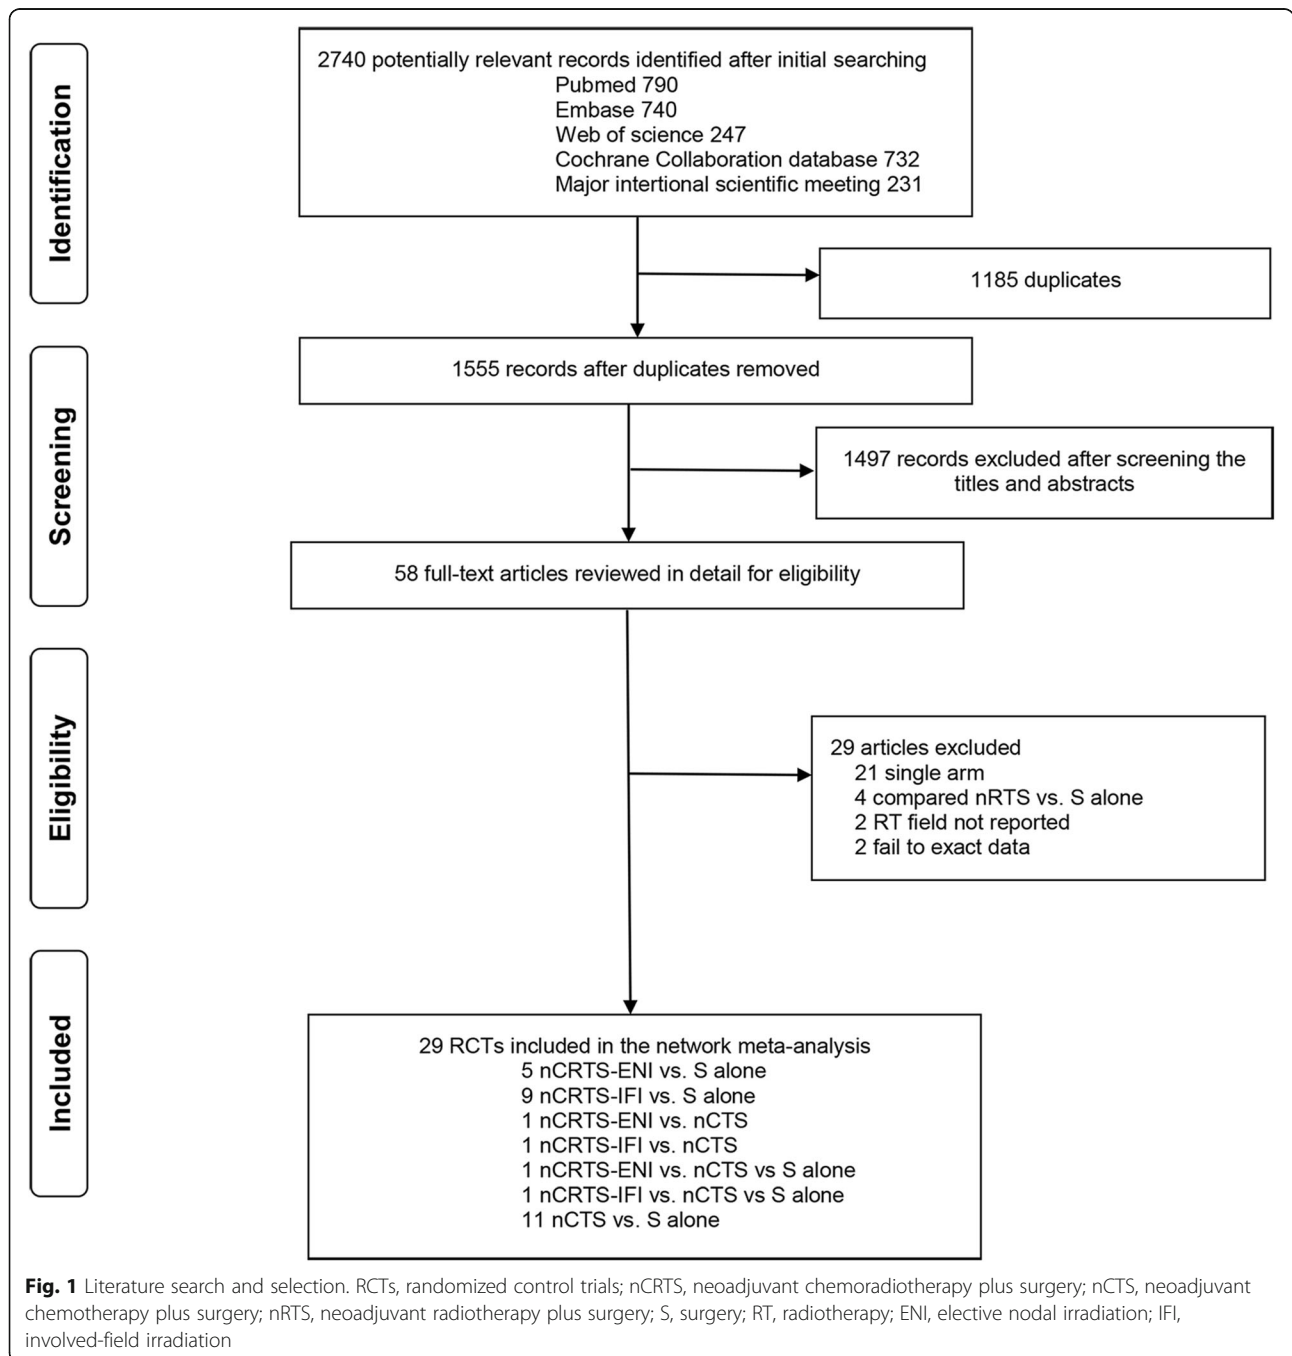 Identification
2740 potentially relevant records identified after initial searching
Pubmed 790
Embase 740
Web of science 247
Cochrane Collaboration database 732
Major intertional scientific meeting 231
1185 duplicates
Screening
1555 records after duplicates removed
1497 records excluded after screening the
titles and abstracts
58 full-text articles reviewed in detail for eligibility
Eligibility
29 articles excluded
21 single arm
4 compared nRTS vs. S alone
2 RT field not reported
2 fail to exact data
Included
29 RCTs included in the network meta-analysis
5 nCRTS-ENI vs. S alone
9 nCRTS-IFI vs. S alone
1 nCRTS-ENI vs. nCTS
1 nCRTS-IFI vs. nCTS
1 nCRTS-ENI vs. nCTS vs S alone
1 nCRTS-IFI vs. nCTS vs S alone
11 nCTS vs. S alone
Fig. 1 Literature search and selection. RCTs, randomized control trials; nCRTS, neoadjuvant chemoradiotherapy plus surgery; nCTS, neoadjuvant
chemotherapy plus surgery; nRTS, neoadjuvant radiotherapy plus surgery; S, surgery; RT, radiotherapy; ENI, elective nodal irradiation; IFI,
involved-field irradiation